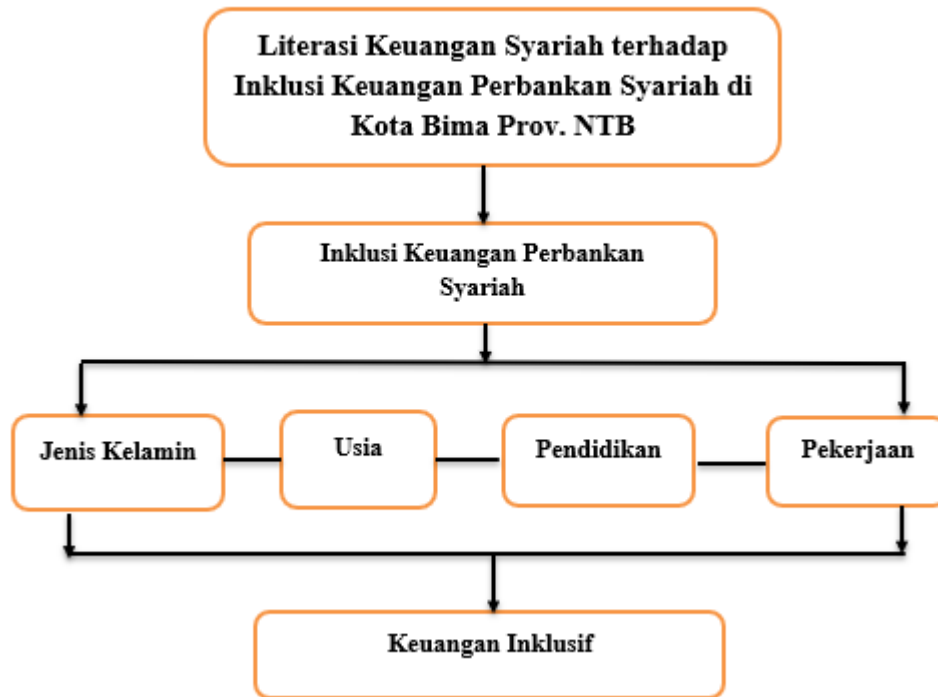 Literasi Keuangan Syariah terhadap
Inklusi Keuangan Perbankan Syariah di
Kota Bima Prov. NTB
Inklusi Keuangan Perbankan
Syariah
Jenis Kelamin
Usia
Pendidikan
Pekerjaan
Keuangan Inklusif